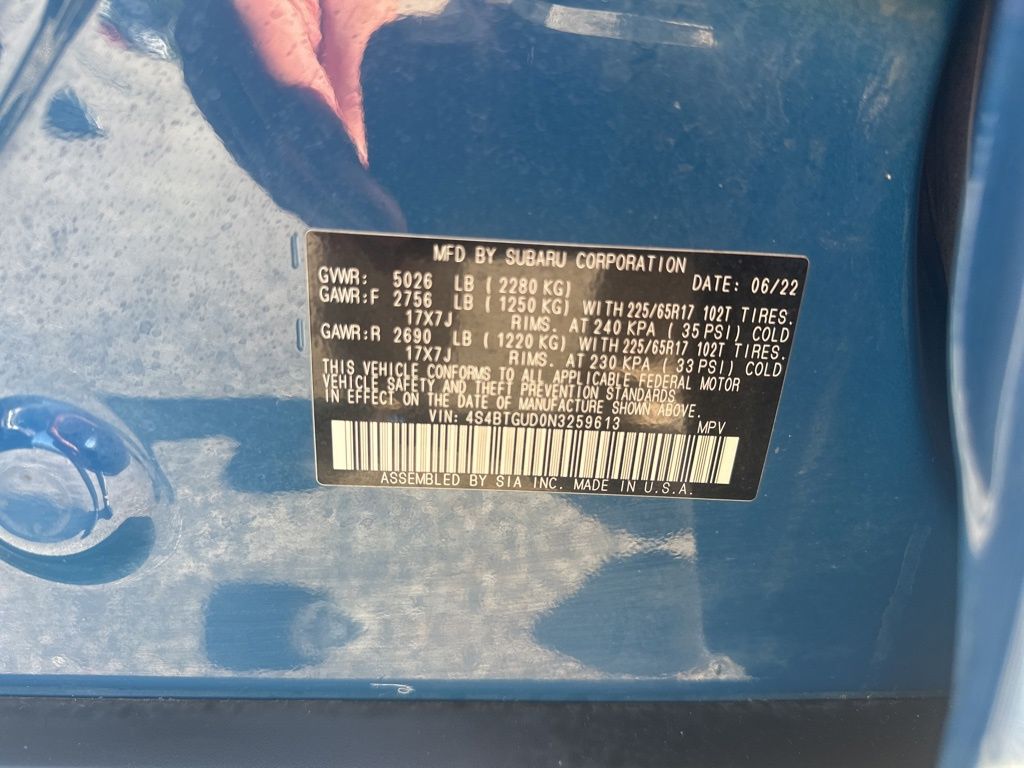 MFD BY SUBARU CORPORATION
GVWR: 5026 LB ( 2280 KG) DATE: 06/22
GAWR:F 2756 LB ( 1250 KG) WITH 225/65R17 102T TIRES.
17X7J RIMS. AT 240 KPA ( 35 PSI) COLD
GAWR:R 2690 LB ( 1220 KG) WITH 225/65R17 102T TIRES.
17X7J RIMS. AT 230 KPA ( 33 PSI) COLD
THIS VEHICLE CONFORMS TO ALL APPLICABLE FEDERAL MOTOR
VEHICLE SAFETY AND THEFT PREVENTION STANDARDS
IN EFFECT ON THE DATE OF MANUFACTURE SHOWN ABOVE.
VIN: 4S4BTGUD0N3259613 MPV
ASSEMBLED BY SIA INC. MADE IN U.S.A.